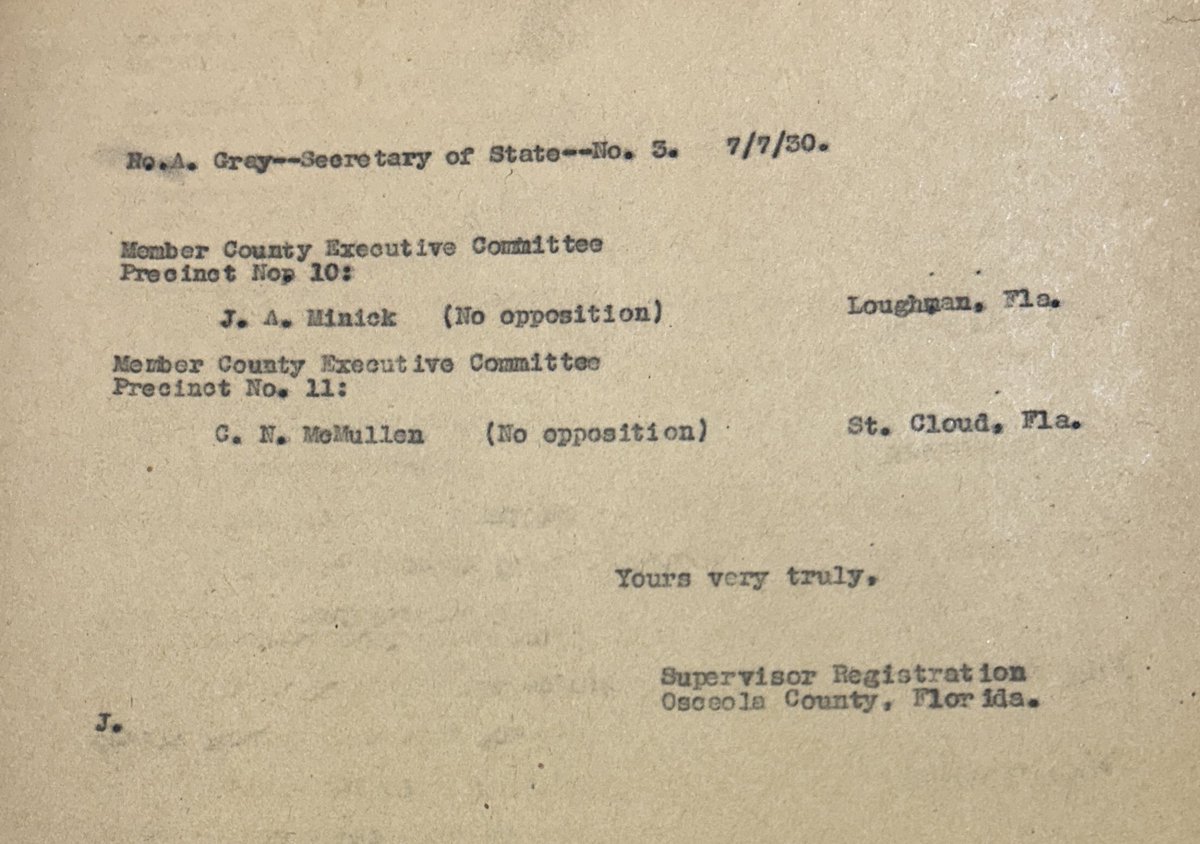 Ho.A. Gray--Secretary of State--No. 3. 7/7/30.
Member County Executive Committee
Precinct No. 10:
J. A. Minick (No opposition) Loughman, Fla.
Member County Executive Committee
Precinct No. 11:
C. N. McMullen (No opposition) St. Cloud, Fla.
Yours very truly,
Supervisor Registration
Osceola County, Florida.
J.